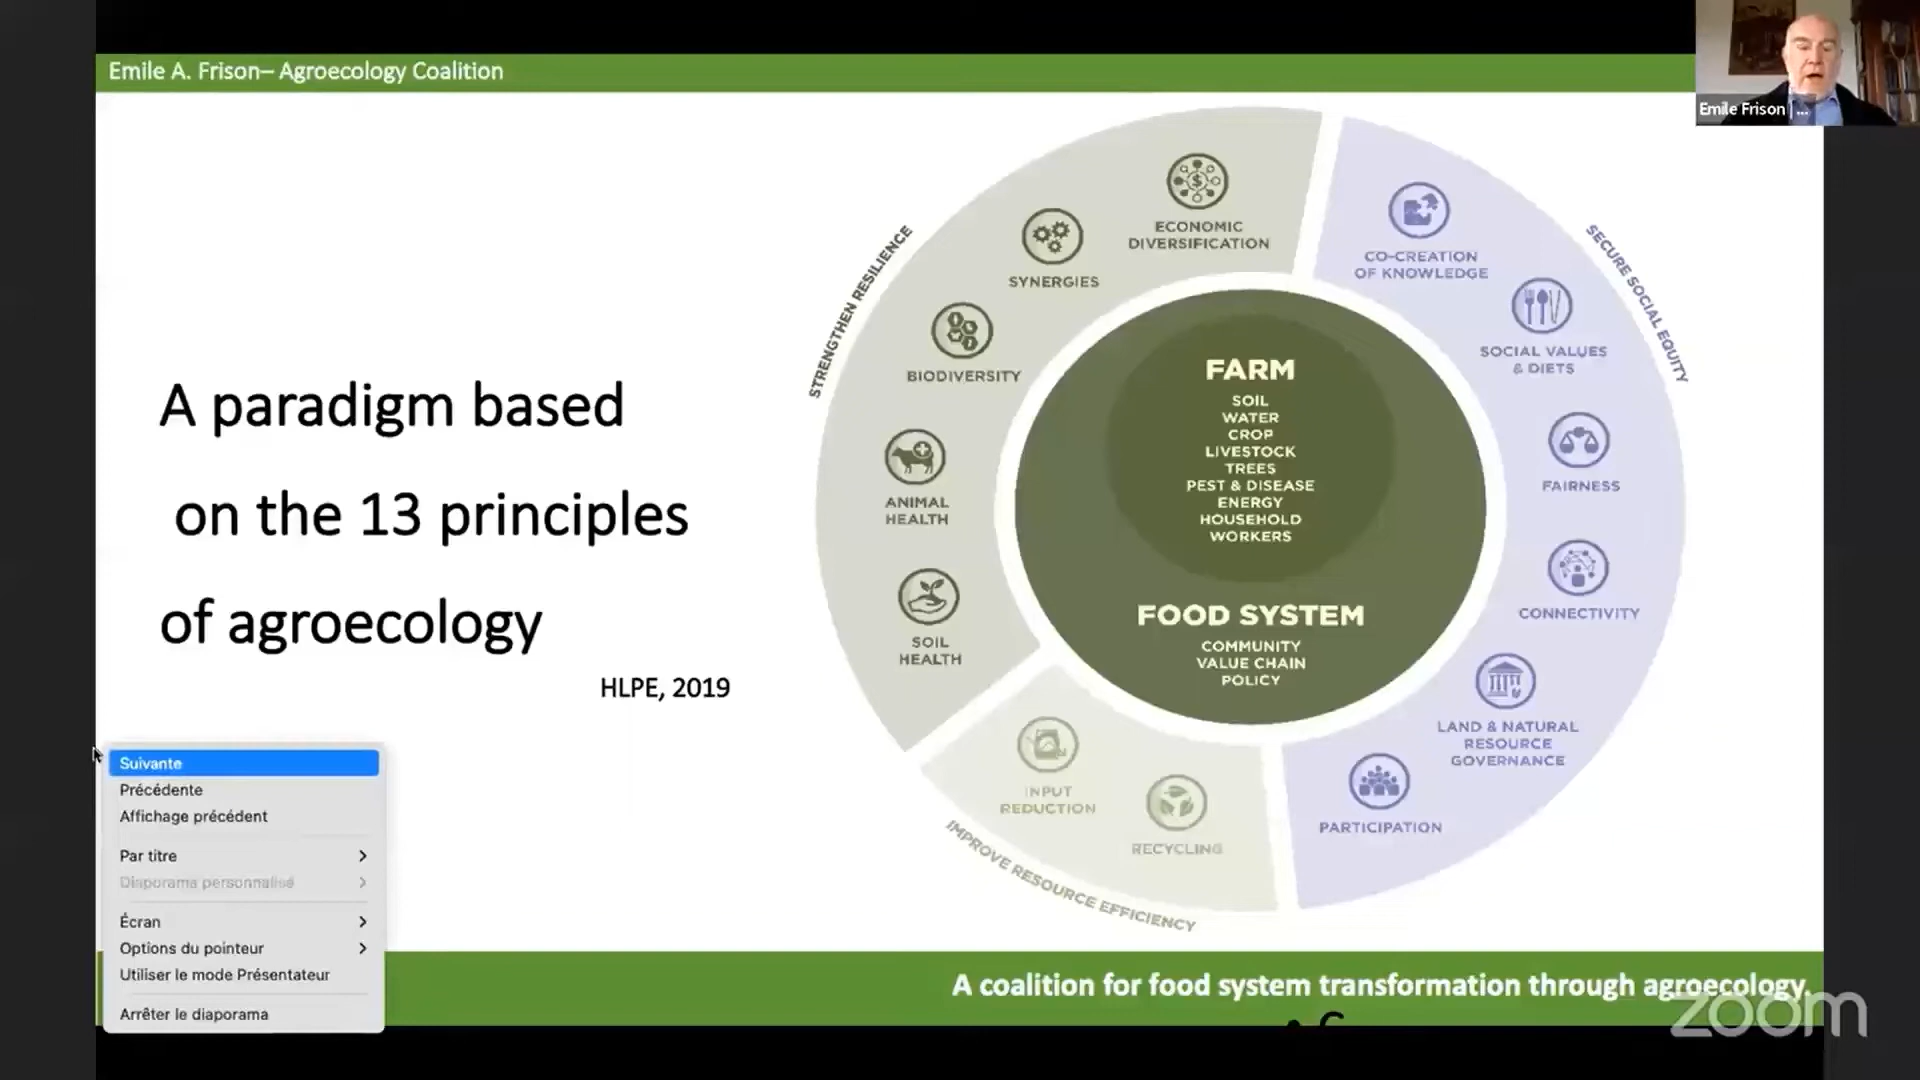 Emile A. Frison– Agroecology Coalition
Emile Frison | ...
A paradigm based
on the 13 principles
of agroecology
HLPE, 2019
STRENGTHEN RESILIENCE
ECONOMIC
DIVERSIFICATION
SYNERGIES
BIODIVERSITY
ANIMAL
HEALTH
SOIL
HEALTH
SECURE SOCIAL EQUITY
CO-CREATION
OF KNOWLEDGE
SOCIAL VALUES
& DIETS
FAIRNESS
CONNECTIVITY
LAND & NATURAL
RESOURCE
GOVERNANCE
PARTICIPATION
IMPROVE RESOURCE EFFICIENCY
INPUT
REDUCTION
RECYCLING
FARM
SOIL
WATER
CROP
LIVESTOCK
TREES
PEST & DISEASE
ENERGY
HOUSEHOLD
WORKERS
FOOD SYSTEM
COMMUNITY
VALUE CHAIN
POLICY
Suivante
Précédente
Affichage précédent
Par titre
Diaporama personnalisé
Écran
Options du pointeur
Utiliser le mode Présentateur
Arrêter le diaporama
A coalition for food system transformation through agroecology.
zoom